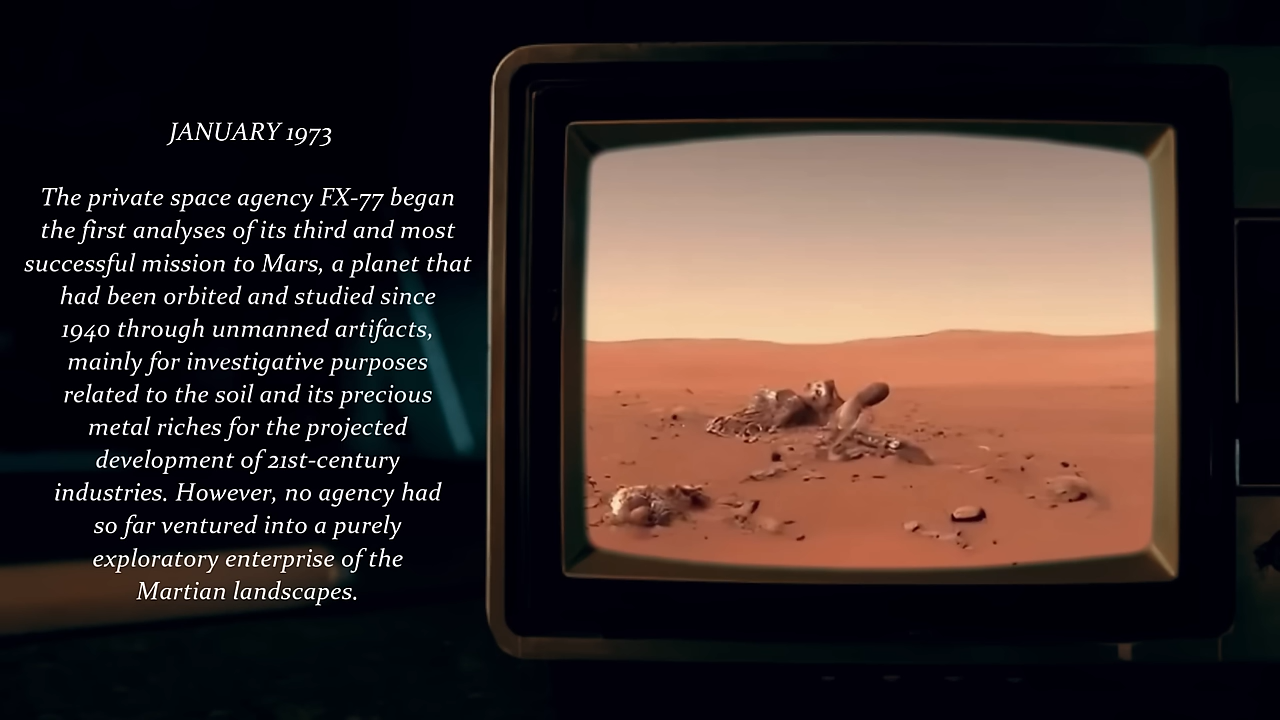 JANUARY 1973
The private space agency FX-77 began
the first analyses of its third and most
successful mission to Mars, a planet that
had been orbited and studied since
1940 through unmanned artifacts,
mainly for investigative purposes
related to the soil and its precious
metal riches for the projected
development of 21st-century
industries. However, no agency had
so far ventured into a purely
exploratory enterprise of the
Martian landscapes.